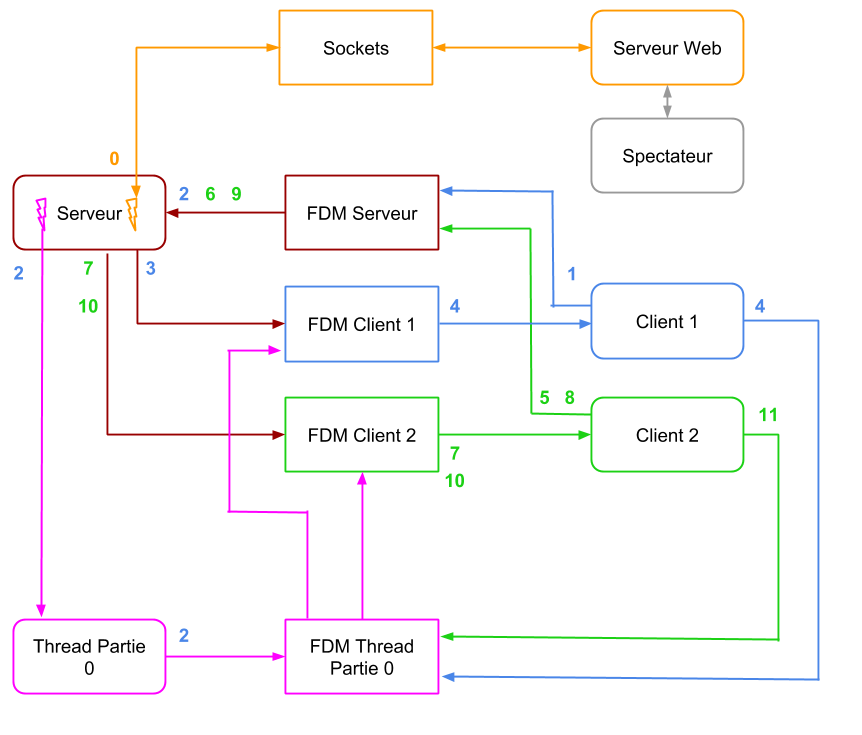 Sockets
Serveur Web
0
Spectateur
Serveur
2 6 9
FDM Serveur
2
7
3
1
10
4
4
FDM Client 1
Client 1
5 8
11
FDM Client 2
Client 2
7
10
2
Thread Partie
0
FDM Thread
Partie 0